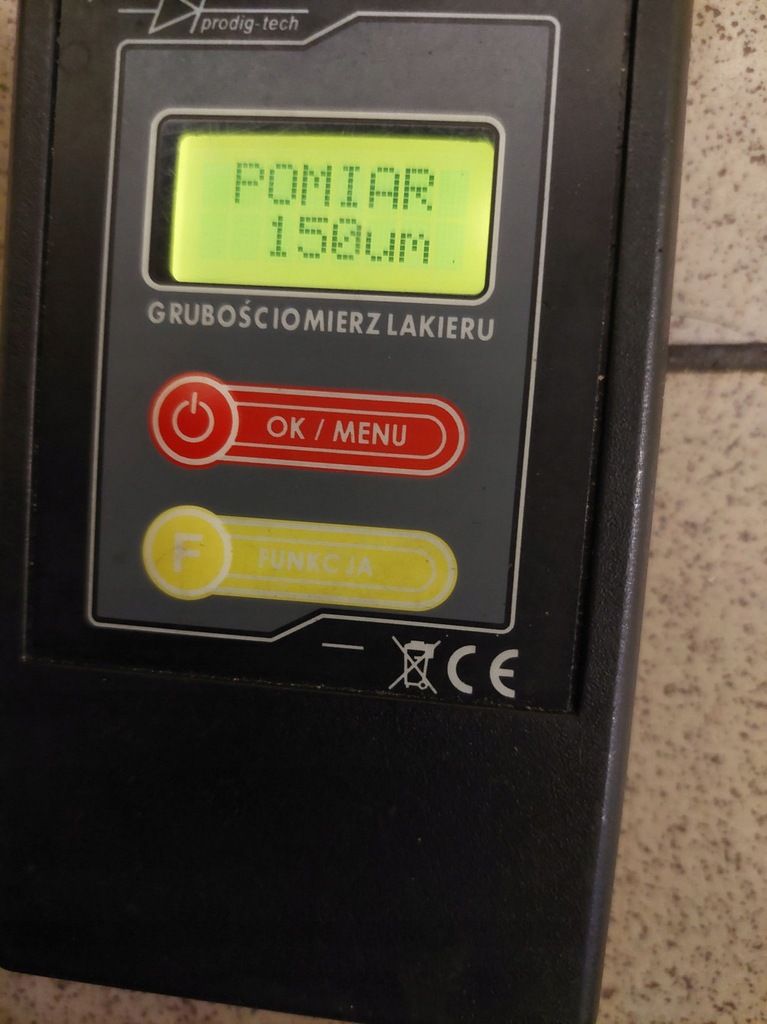 prodig-tech
POMIAR
150um
GRUBOŚCIOMIERZ LAKIERU
OK / MENU
F FUNKCJA
CE